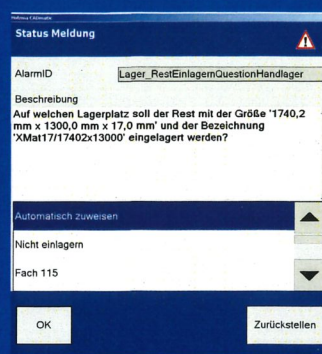 Holzma CADmatic
Status Meldung
AlarmID
Lager_RestEinlagernQuestionHandlager
Beschreibung
Auf welchen Lagerplatz soll der Rest mit der Größe '1740,2
mm x 1300,0 mm x 17,0 mm' und der Bezeichnung
'XMat17/17402x13000' eingelagert werden?
Automatisch zuweisen
Nicht einlagern
Fach 115
OK
Zurückstellen